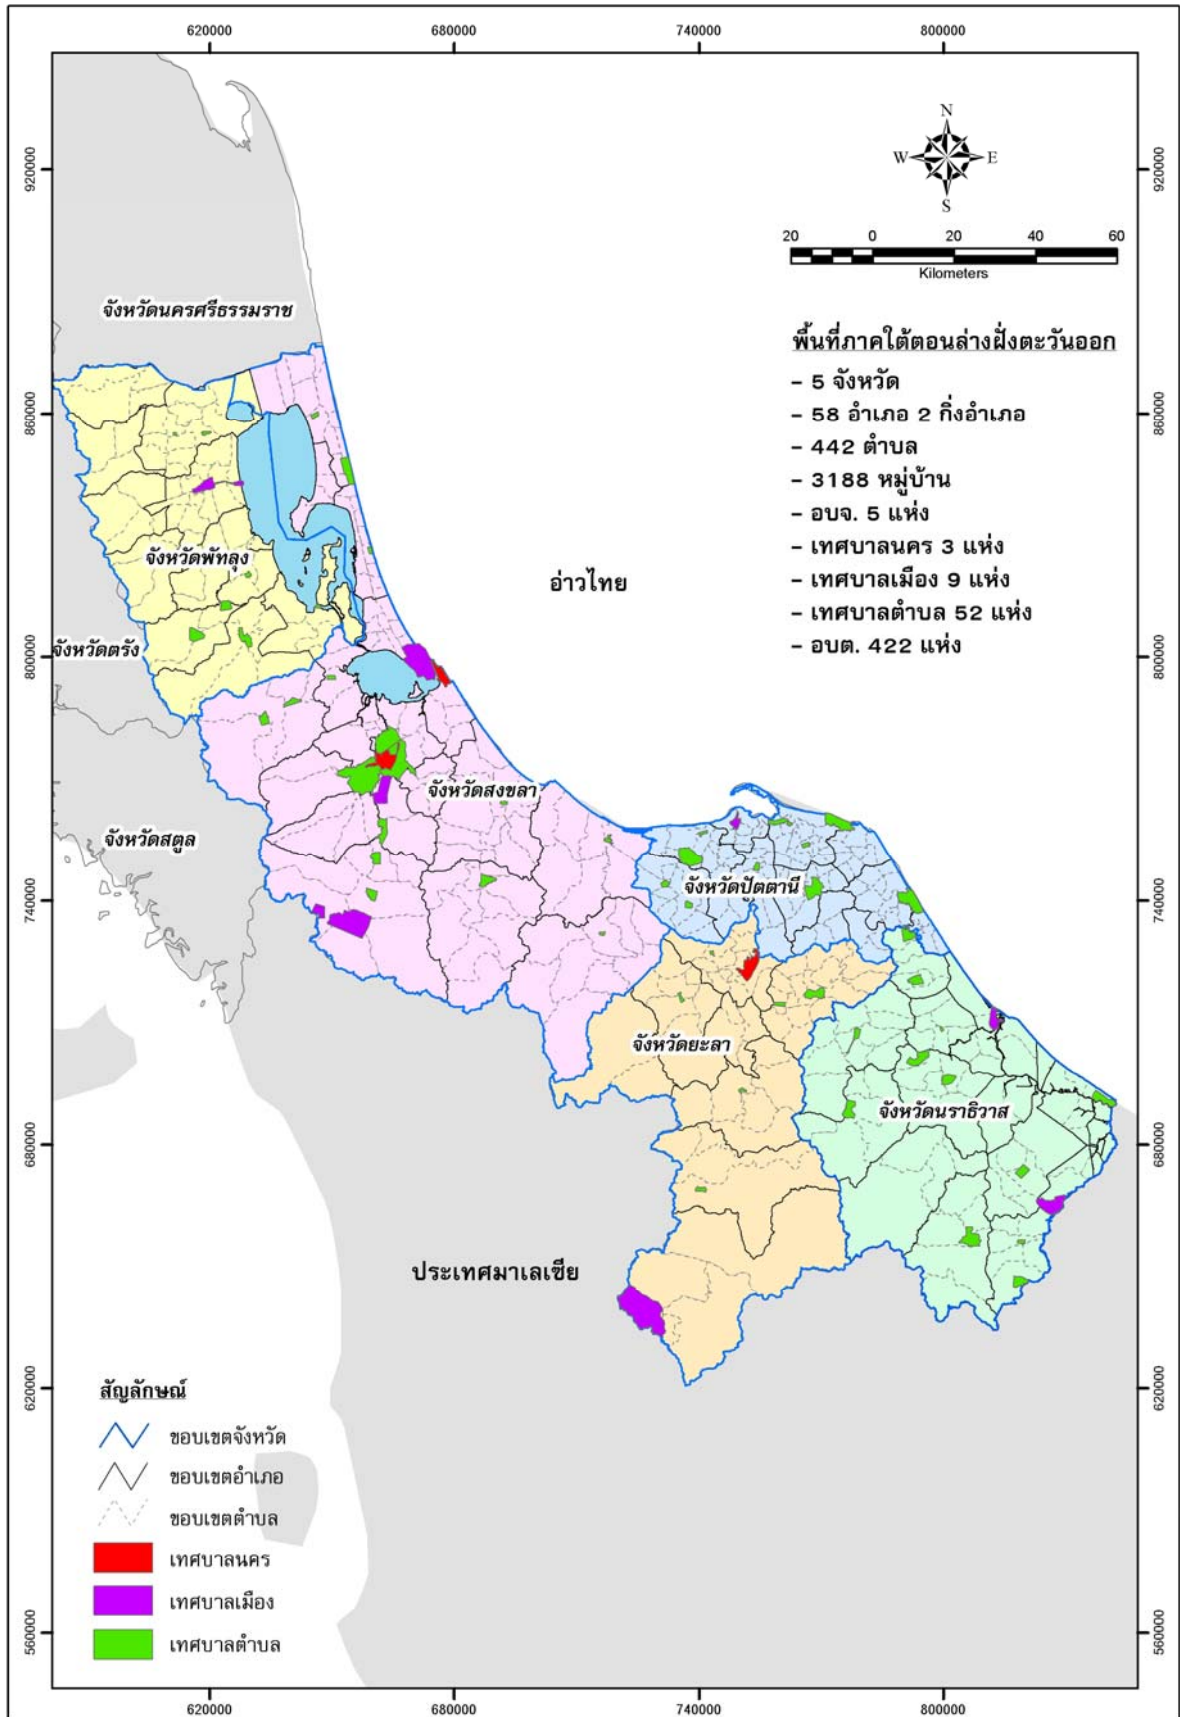 620000 680000 740000 800000
920000 920000
N
W E
S
20 0 20 40 60
Kilometers
จังหวัดนครศรีธรรมราช
พื้นที่ภาคใต้ตอนล่างฝั่งตะวันออก
- 5 จังหวัด
- 58 อำเภอ 2 กิ่งอำเภอ
- 442 ตำบล
- 3188 หมู่บ้าน
- อบจ. 5 แห่ง
- เทศบาลนคร 3 แห่ง
- เทศบาลเมือง 9 แห่ง
- เทศบาลตำบล 52 แห่ง
- อบต. 422 แห่ง
860000 860000
จังหวัดพัทลุง
อ่าวไทย
จังหวัดตรัง
800000 800000
จังหวัดสงขลา
จังหวัดสตูล
จังหวัดปัตตานี
740000 740000
จังหวัดยะลา
จังหวัดนราธิวาส
680000 680000
ประเทศมาเลเซีย
620000 620000
สัญลักษณ์
ขอบเขตจังหวัด
ขอบเขตอำเภอ
ขอบเขตตำบล
เทศบาลนคร
เทศบาลเมือง
เทศบาลตำบล
560000 560000
620000 680000 740000 800000